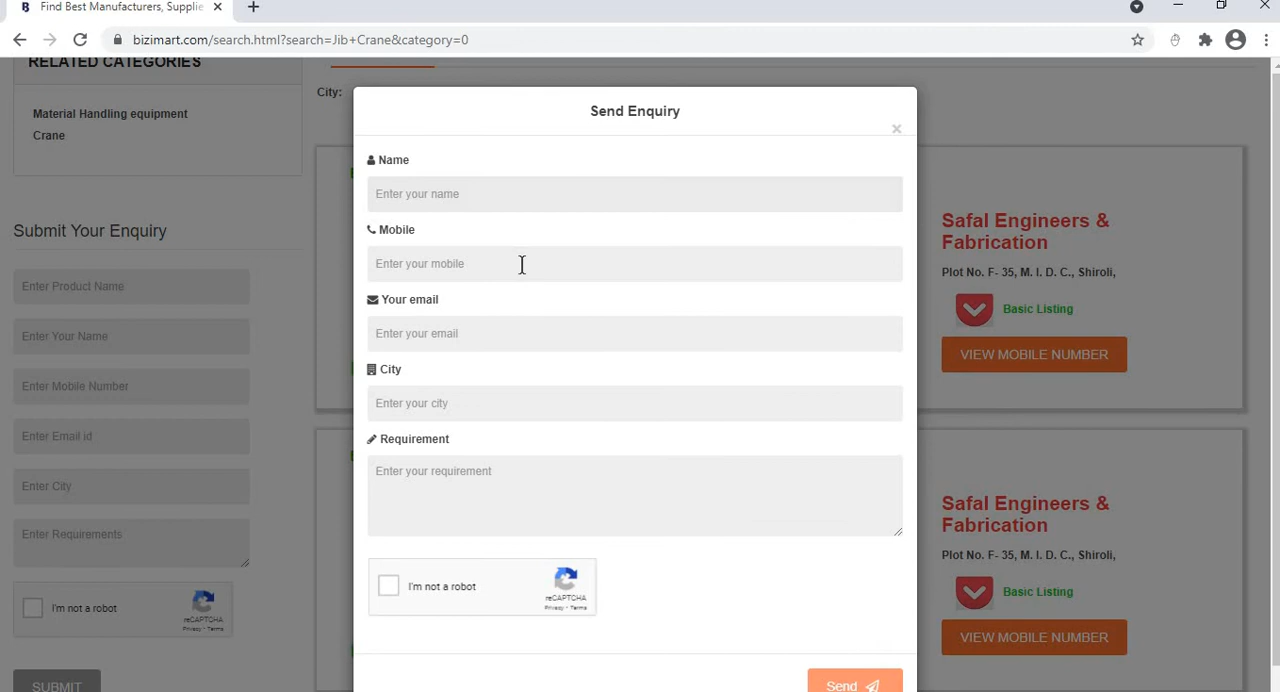 Find Best Manufacturers, Supplie
bizimart.com/search.html?search=Jib+Crane&category=0
RELATED CATEGORIES
Material Handling equipment
Crane
Submit Your Enquiry
Enter Product Name
Enter Your Name
Enter Mobile Number
Enter Email id
Enter City
Enter Requirements
I'm not a robot
reCAPTCHA
Privacy - Terms
SUBMIT
City:
Send Enquiry
×
Name
Enter your name
Mobile
Enter your mobile
Your email
Enter your email
City
Enter your city
Requirement
Enter your requirement
I'm not a robot
reCAPTCHA
Privacy - Terms
Send
Safal Engineers &
Fabrication
Plot No. F- 35, M. I. D. C., Shiroli,
Basic Listing
VIEW MOBILE NUMBER
Safal Engineers &
Fabrication
Plot No. F- 35, M. I. D. C., Shiroli,
Basic Listing
VIEW MOBILE NUMBER